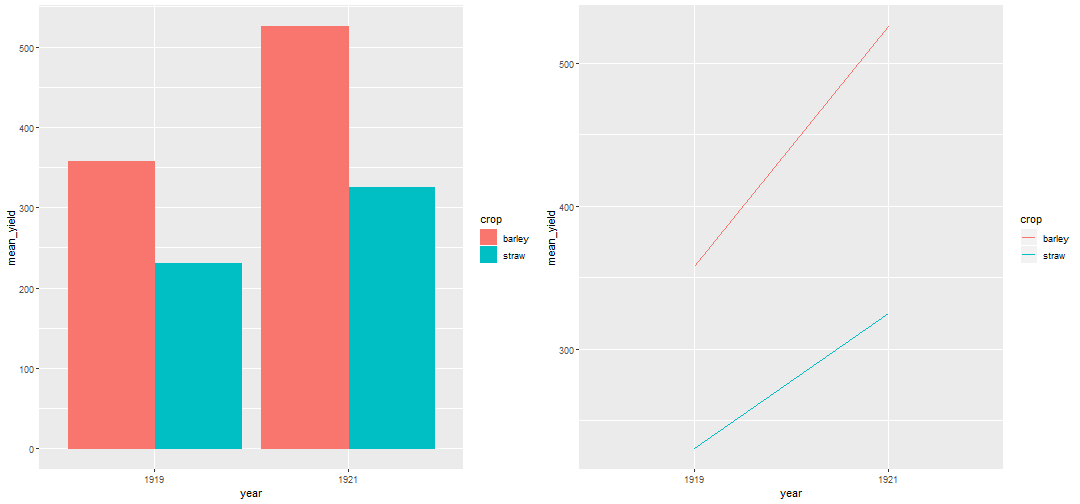 mean_yield
500
400
300
200
100
0
1919
1921
year
crop
barley
straw
mean_yield
500
400
300
1919
1921
year
crop
barley
straw